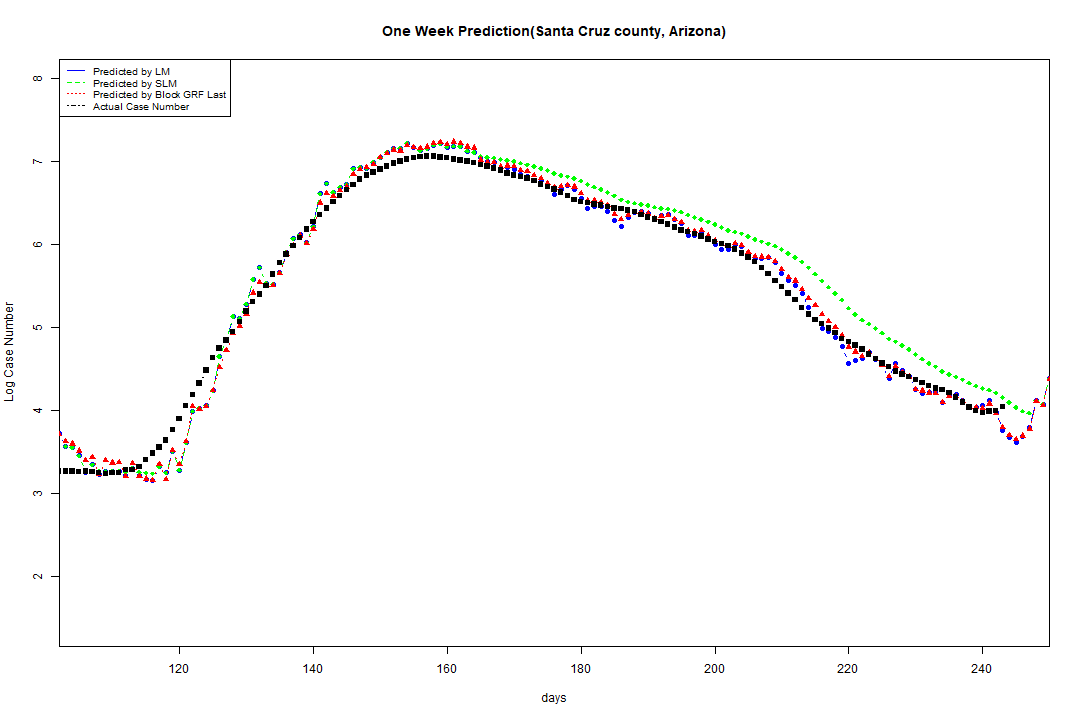 One Week Prediction(Santa Cruz county, Arizona)
Predicted by LM
Predicted by SLM
Predicted by Block GRF Last
Actual Case Number
8
7
6
5
4
3
2
Log Case Number
120 140 160 180 200 220 240
days